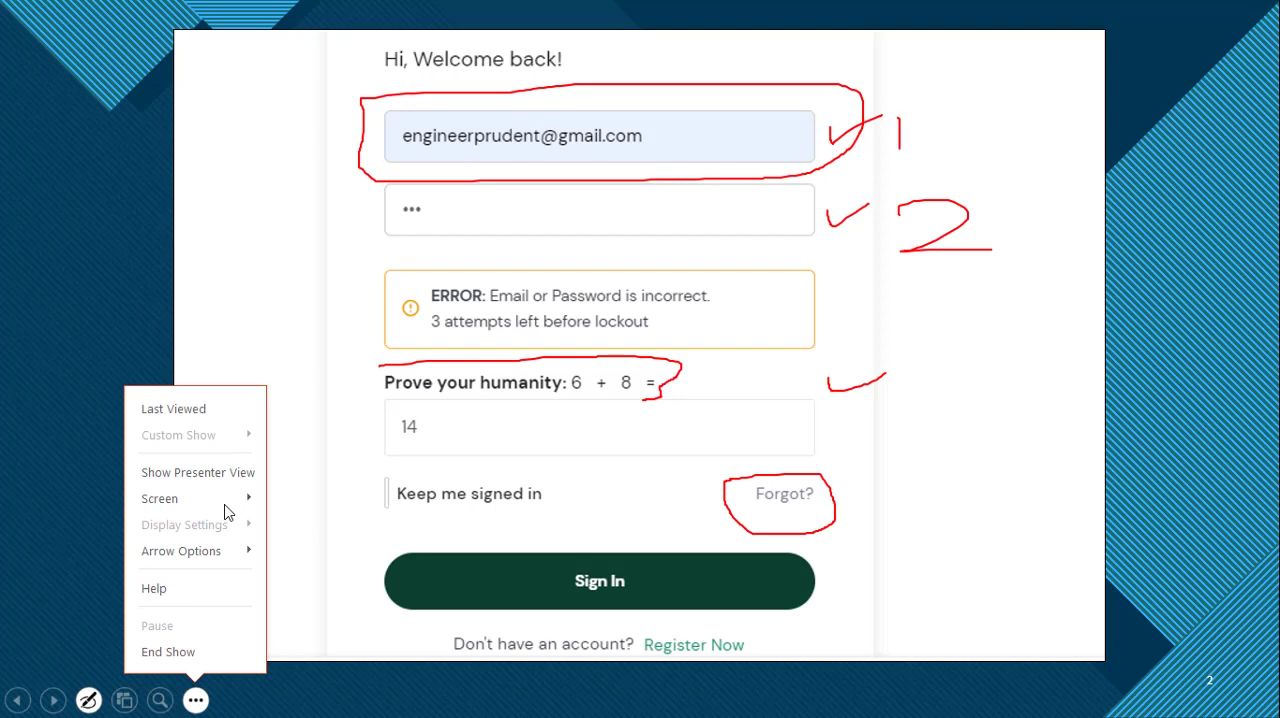 Hi, Welcome back!
engineerprudent@gmail.com
1
•••
2
ERROR: Email or Password is incorrect.
3 attempts left before lockout
Prove your humanity: 6 + 8 =
14
Keep me signed in
Forgot?
Sign In
Don't have an account? Register Now
Last Viewed
Custom Show
Show Presenter View
Screen
Display Settings
Arrow Options
Help
Pause
End Show
2